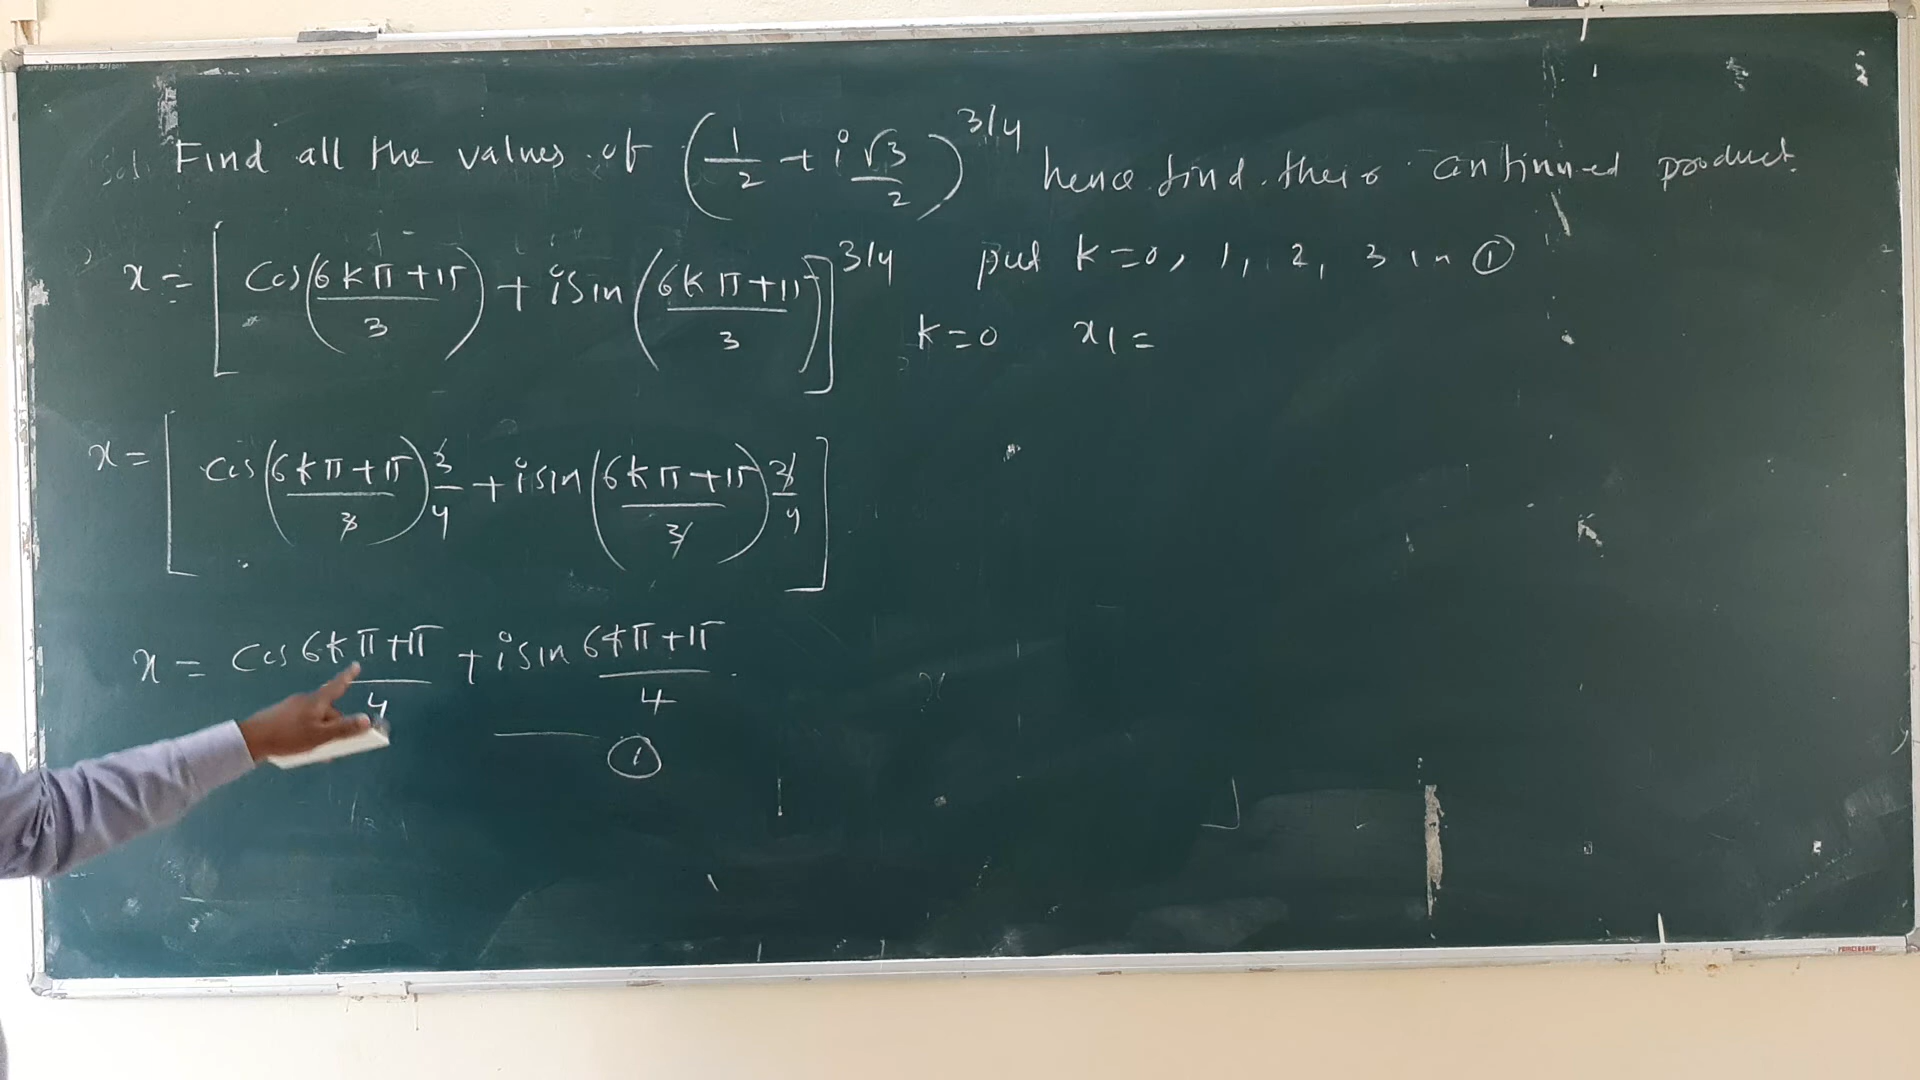 Find all the values of (1/2 + i √3/2)^3/4 hence find their continued product.
x = [cos(6kπ+π/3) + i sin(6kπ+π/3)]^3/4
put k=0, 1, 2, 3 in ①
k=0 x1 =
x = [cos(6kπ+π/3) 3/4 + i sin(6kπ+π/3) 3/4]
x = cos 6kπ+π/4 + i sin 6kπ+π/4
①